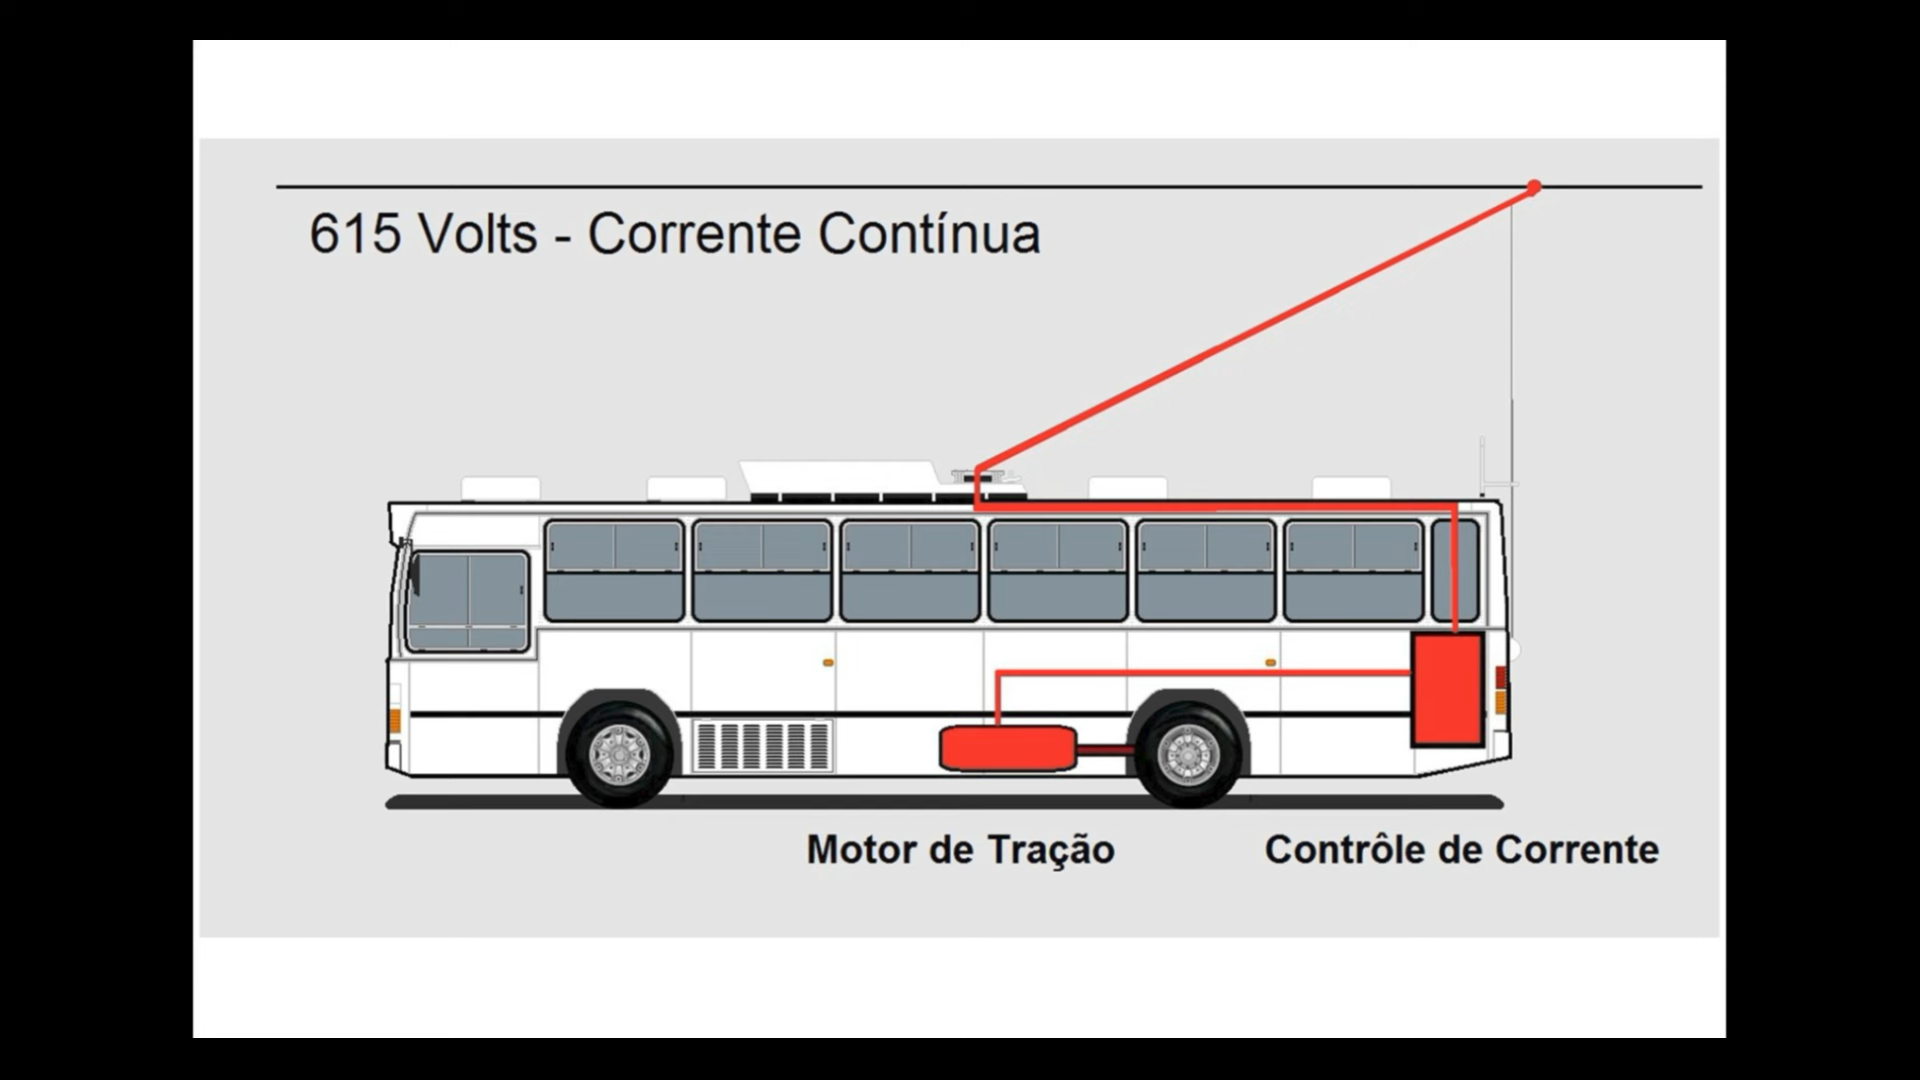 615 Volts - Corrente Contínua
Motor de Tração
Contrôle de Corrente